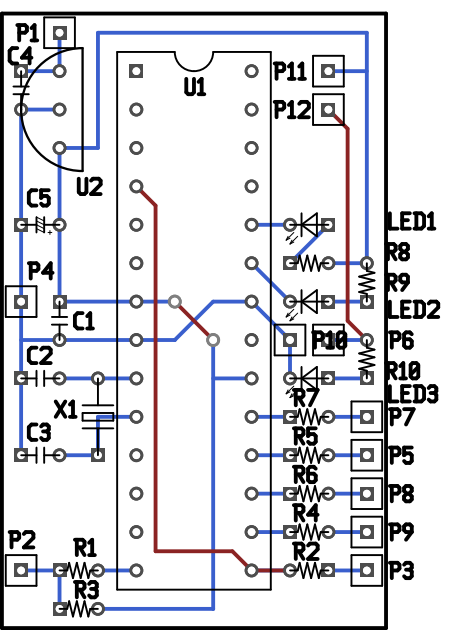 P1
C4
P11
U1
P12
U2
C5
LED1
R8
P4
R9
LED2
C1
P10
P6
C2
R10
LED3
R7
X1
P7
C3
R5
P5
R6
P8
R4
P9
P2
R1
R2
P3
R3